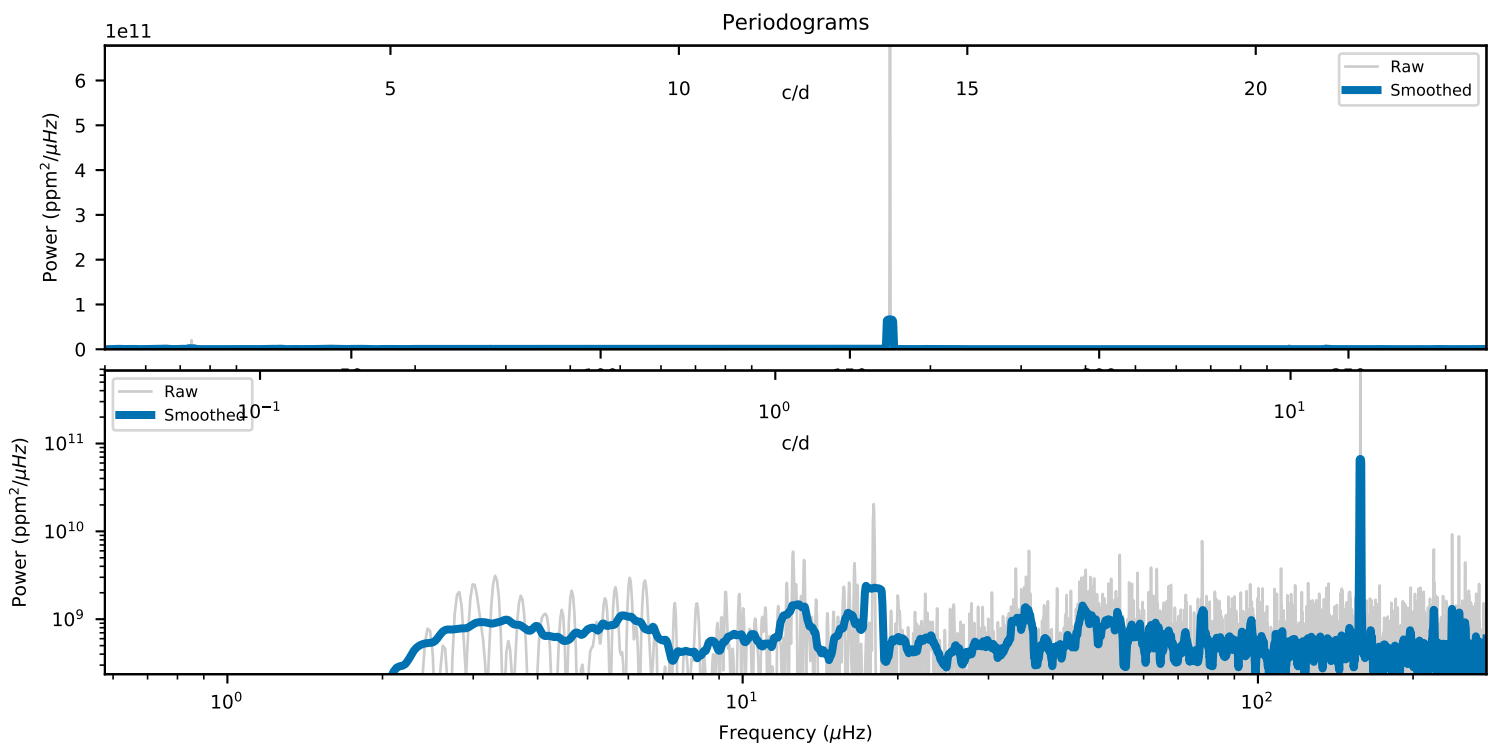 Periodograms
1e11
Raw
Smoothed
5 10 15 20
c/d
6
5
4
3
2
1
0
Power (ppm²/μHz)
Raw
Smoothed
10⁻¹ 10⁰ 10¹
c/d
10¹¹
10¹⁰
10⁹
Power (ppm²/μHz)
10⁰ 10¹ 10²
Frequency (μHz)